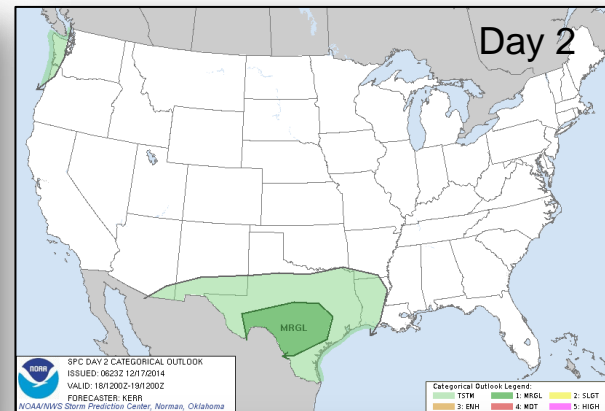 Day 2
MRGL
NOAA
SPC DAY 2 CATEGORICAL OUTLOOK
ISSUED: 0623Z 12/17/2014
VALID: 18/1200Z-19/1200Z
FORECASTER: KERR
NOAA/NWS Storm Prediction Center, Norman, Oklahoma
Categorical Outlook Legend:
TSTM 1: MRGL 2: SLGT
3: ENH 4: MDT 5: HIGH